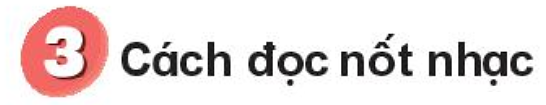 3 Cách đọc nốt nhạc